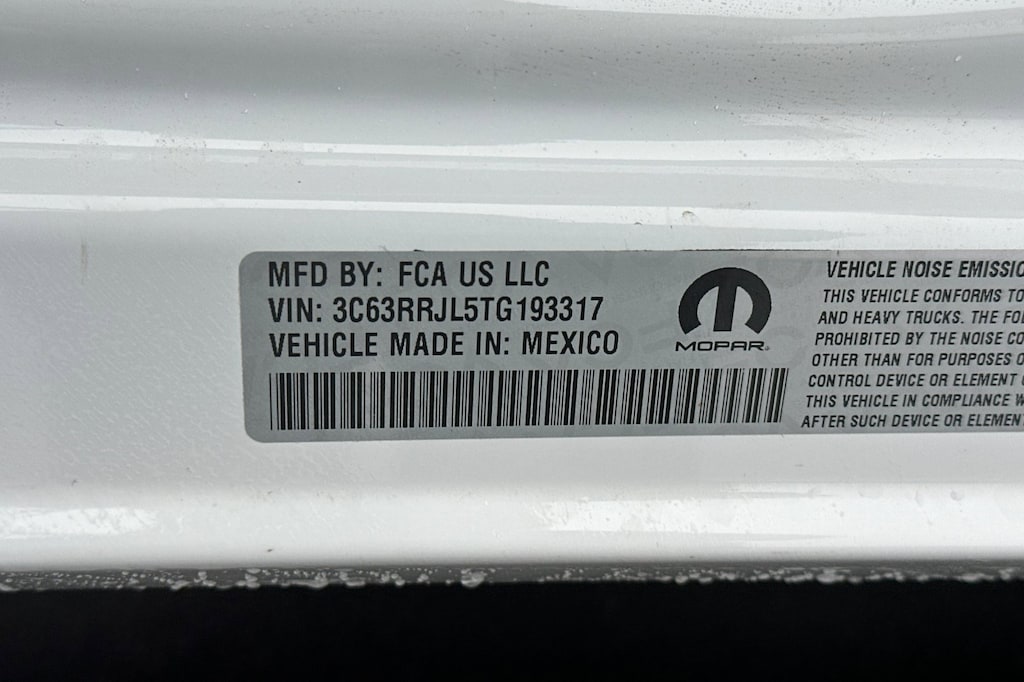 MFD BY: FCA US LLC
VIN: 3C63RRJL5TG193317
VEHICLE MADE IN: MEXICO
MOPAR®
VEHICLE NOISE EMISSIO
THIS VEHICLE CONFORMS TO
AND HEAVY TRUCKS. THE FOL
PROHIBITED BY THE NOISE CO
OTHER THAN FOR PURPOSES O
CONTROL DEVICE OR ELEMENT O
THIS VEHICLE IN COMPLIANCE W
AFTER SUCH DEVICE OR ELEMENT